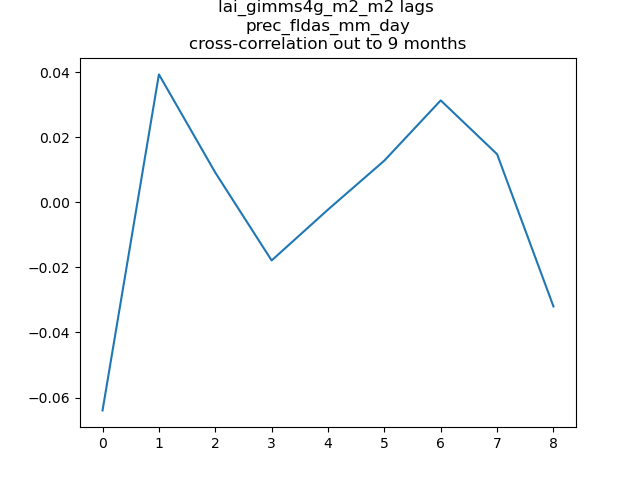 lai_gimms4g_m2_m2 lags
prec_fldas_mm_day
cross-correlation out to 9 months
0.04
0.02
0.00
−0.02
−0.04
−0.06
0 1 2 3 4 5 6 7 8